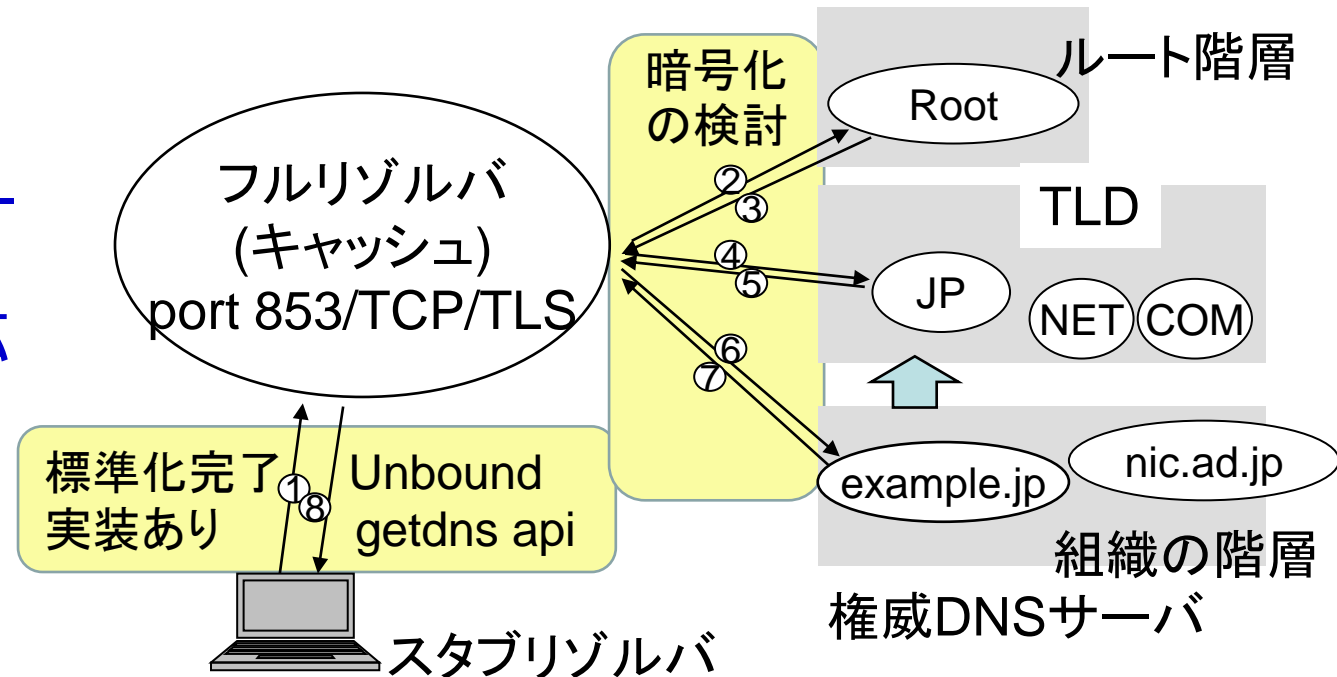 暗号化
の検討
ルート階層
Root
フルリゾルバ
(キャッシュ)
port 853/TCP/TLS
②
③
TLD
④
⑤
JP
NET
COM
⑥
⑦
標準化完了
実装あり
①
⑧
Unbound
getdns api
example.jp
nic.ad.jp
組織の階層
権威DNSサーバ
スタブリゾルバ